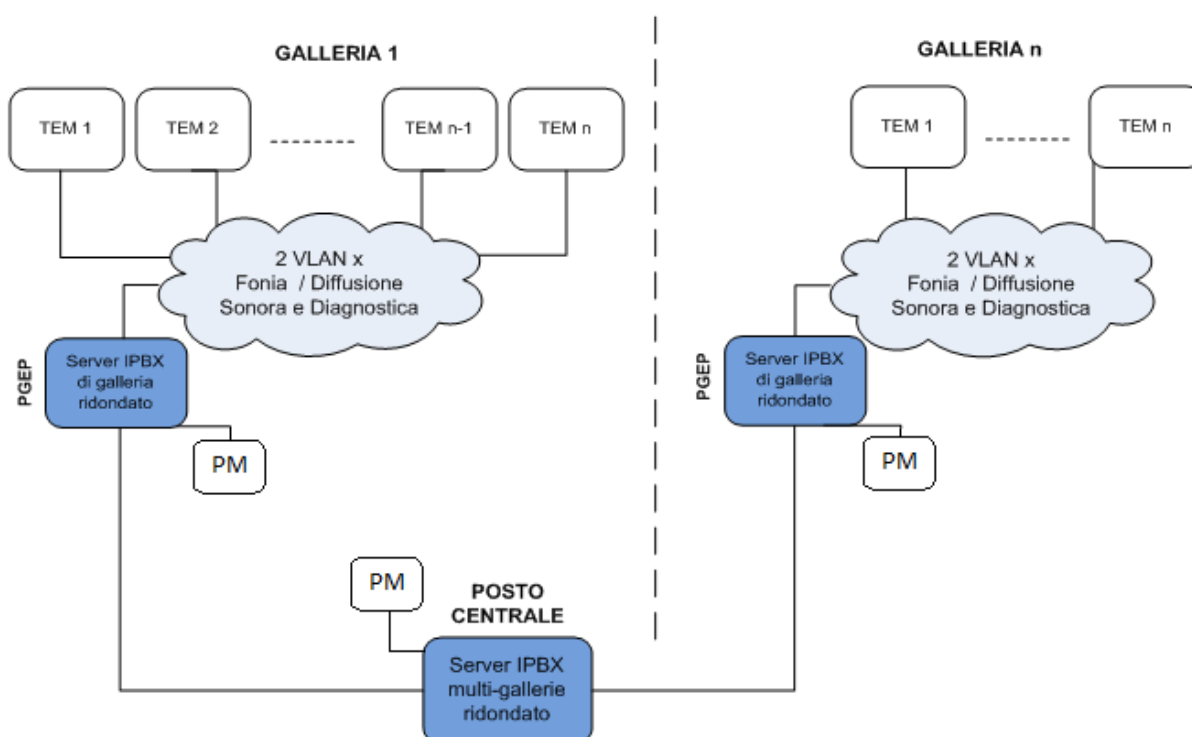 GALLERIA 1
GALLERIA n
TEM 1
TEM 2
TEM n-1
TEM n
TEM 1
TEM n
2 VLAN x
Fonia / Diffusione
Sonora e Diagnostica
2 VLAN x
Fonia / Diffusione
Sonora e Diagnostica
PGEP
Server IPBX
di galleria
ridondato
PM
PGEP
Server IPBX
di galleria
ridondato
PM
PM
POSTO
CENTRALE
Server IPBX
multi-gallerie
ridondato